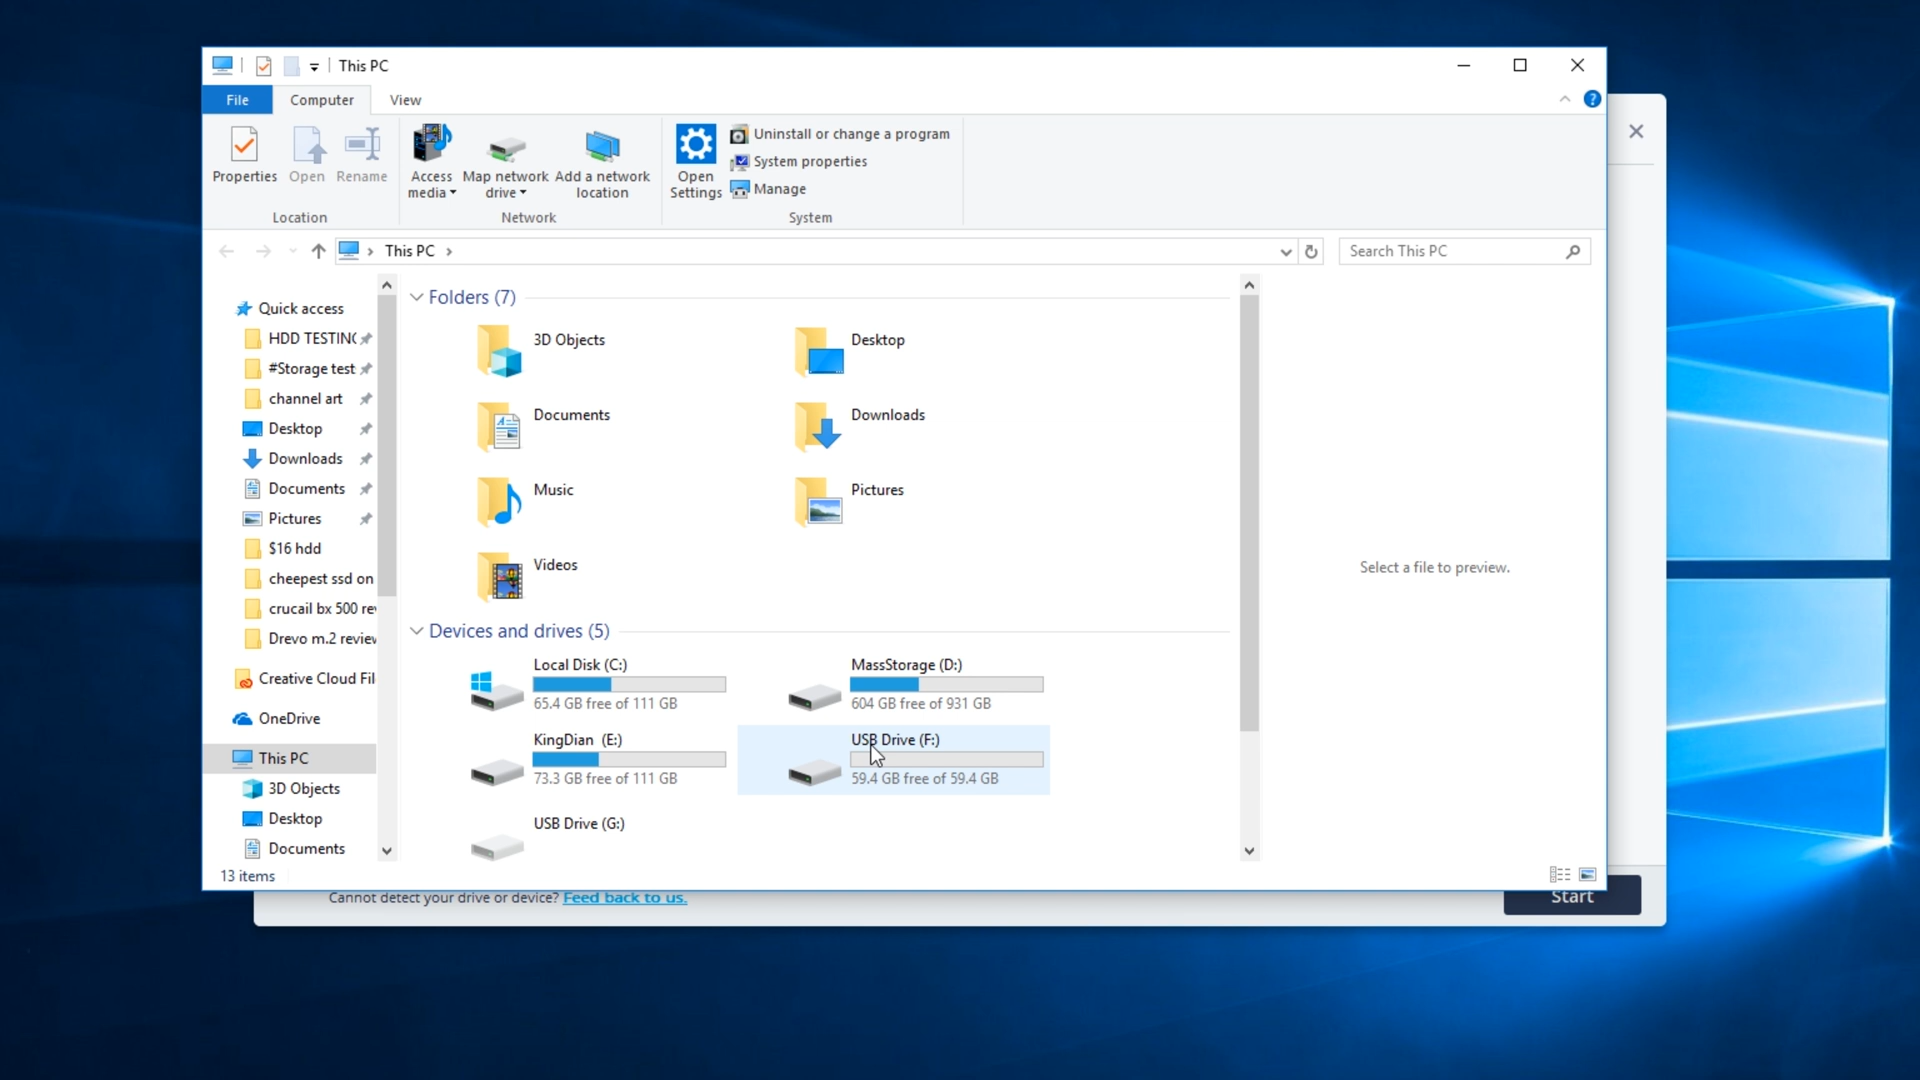 This PC
File
Computer
View
Properties
Open
Rename
Access media
Map network drive
Add a network location
Open Settings
Uninstall or change a program
System properties
Manage
Location
Network
System
This PC
Search This PC
Quick access
HDD TESTING
#Storage test
channel art
Desktop
Downloads
Documents
Pictures
$16 hdd
cheepest ssd on
crucail bx 500 rev
Drevo m.2 review
Creative Cloud Fil
OneDrive
This PC
3D Objects
Desktop
Documents
Folders (7)
3D Objects
Desktop
Documents
Downloads
Music
Pictures
Videos
Devices and drives (5)
Local Disk (C:)
65.4 GB free of 111 GB
MassStorage (D:)
604 GB free of 931 GB
KingDian (E:)
73.3 GB free of 111 GB
USB Drive (F:)
59.4 GB free of 59.4 GB
USB Drive (G:)
Select a file to preview.
13 items
Cannot detect your drive or device? Feed back to us.
Start